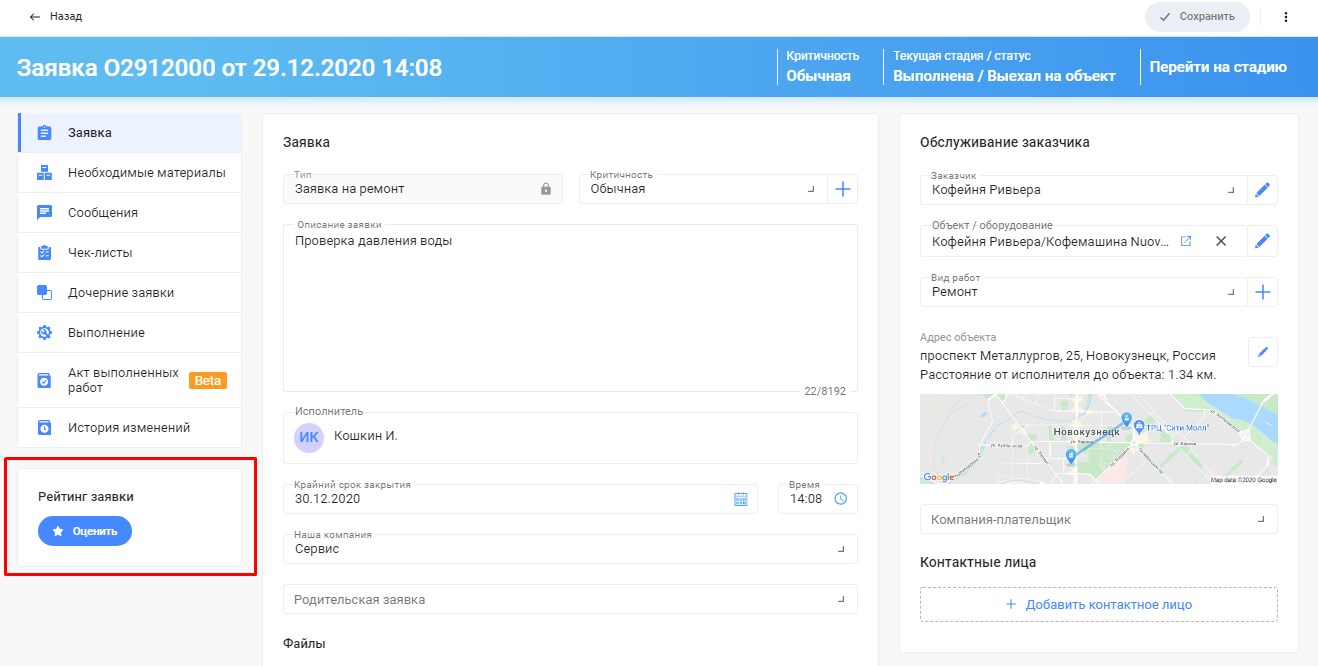 Назад
Сохранить
Заявка О2912000 от 29.12.2020 14:08
Критичность
Обычная
Текущая стадия / статус
Выполнена / Выехал на объект
Перейти на стадию
Заявка
Необходимые материалы
Сообщения
Чек-листы
Дочерние заявки
Выполнение
Акт выполненных
работ
Beta
История изменений
Рейтинг заявки
Оценить
Заявка
Тип
Заявка на ремонт
Критичность
Обычная
Описание заявки
Проверка давления воды
22/8192
Исполнитель
ИК
Кошкин И.
Крайний срок закрытия
30.12.2020
Время
14:08
Наша компания
Сервис
Родительская заявка
Файлы
Обслуживание заказчика
Заказчик
Кофейня Ривьера
Объект / оборудование
Кофейня Ривьера/Кофемашина Nuov...
Вид работ
Ремонт
Адрес объекта
проспект Металлургов, 25, Новокузнецк, Россия
Расстояние от исполнителя до объекта: 1.34 км.
Новокузнецк
ТРЦ "Сити Молл"
Google
Map data ©2020 Google
Компания-плательщик
Контактные лица
Добавить контактное лицо